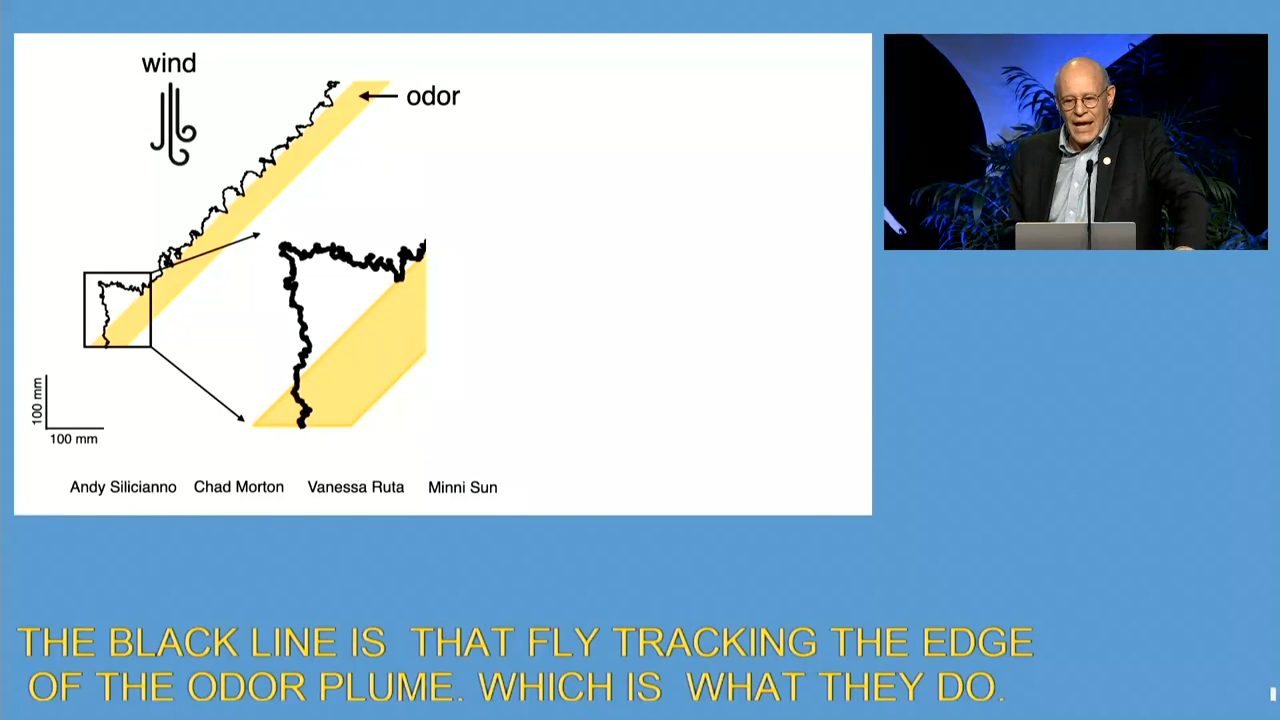 wind
odor
100 mm
100 mm
Andy Silicianno Chad Morton Vanessa Ruta Minni Sun
THE BLACK LINE IS THAT FLY TRACKING THE EDGE
OF THE ODOR PLUME. WHICH IS WHAT THEY DO.